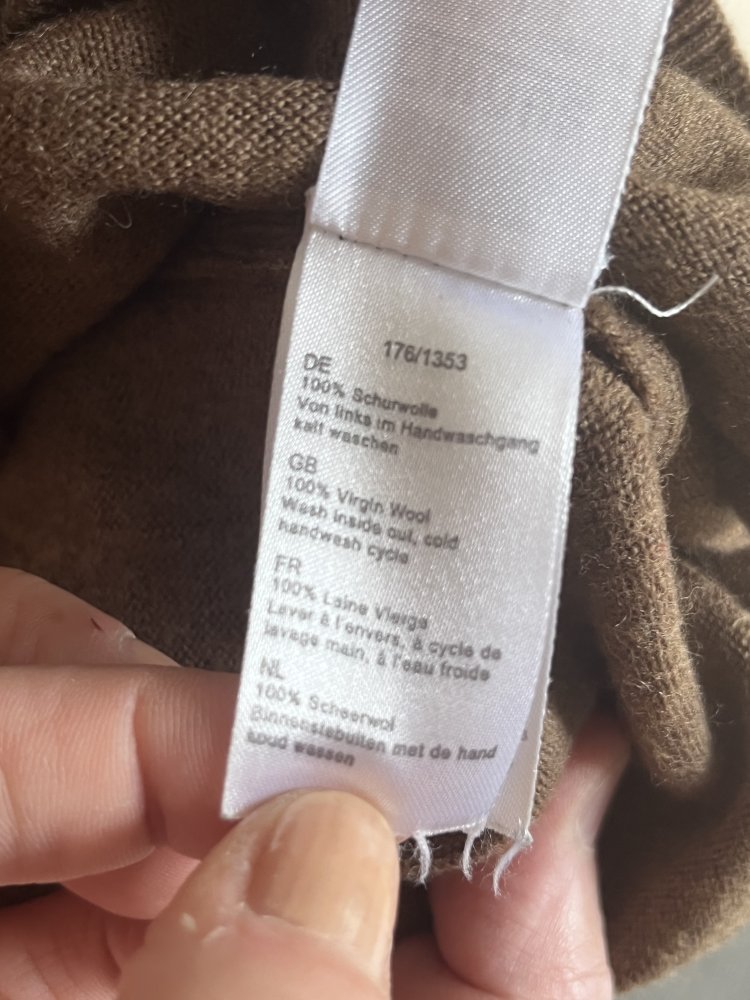 176/1353
DE
100% Schurwolle
Von links im Handwaschgang
kalt waschen
GB
100% Virgin Wool
Wash inside out, cold
handwash cycle
FR
100% Laine Vierge
Laver à l'envers, à cycle de
lavage main, à l'eau froide
NL
100% Scheerwol
Binnenstebuiten met de hand
koud wassen